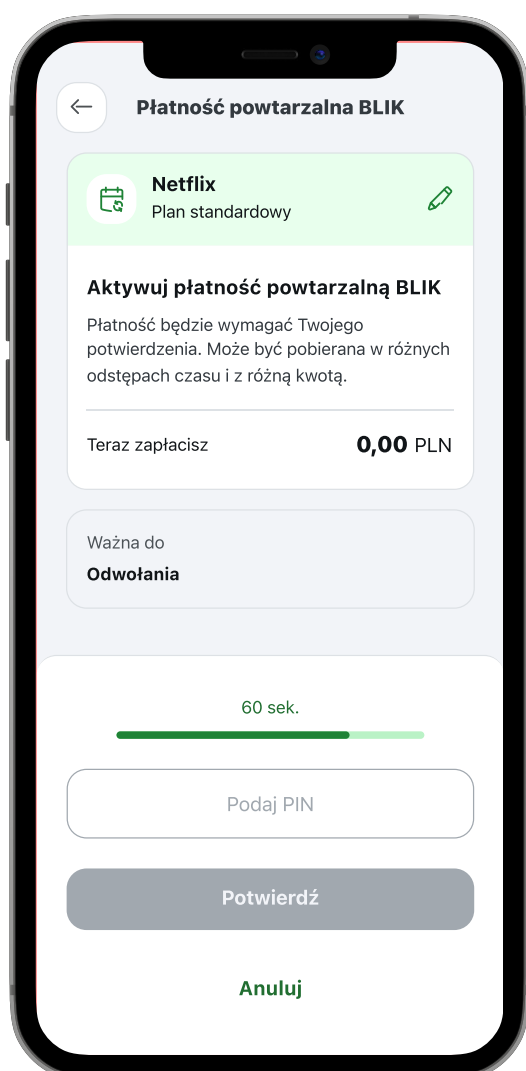 Płatność powtarzalna BLIK
Netflix
Plan standardowy
Aktywuj płatność powtarzalną BLIK
Płatność będzie wymagać Twojego
potwierdzenia. Może być pobierana w różnych
odstępach czasu i z różną kwotą.
Teraz zapłacisz 0,00 PLN
Ważna do
Odwołania
60 sek.
Podaj PIN
Potwierdź
Anuluj